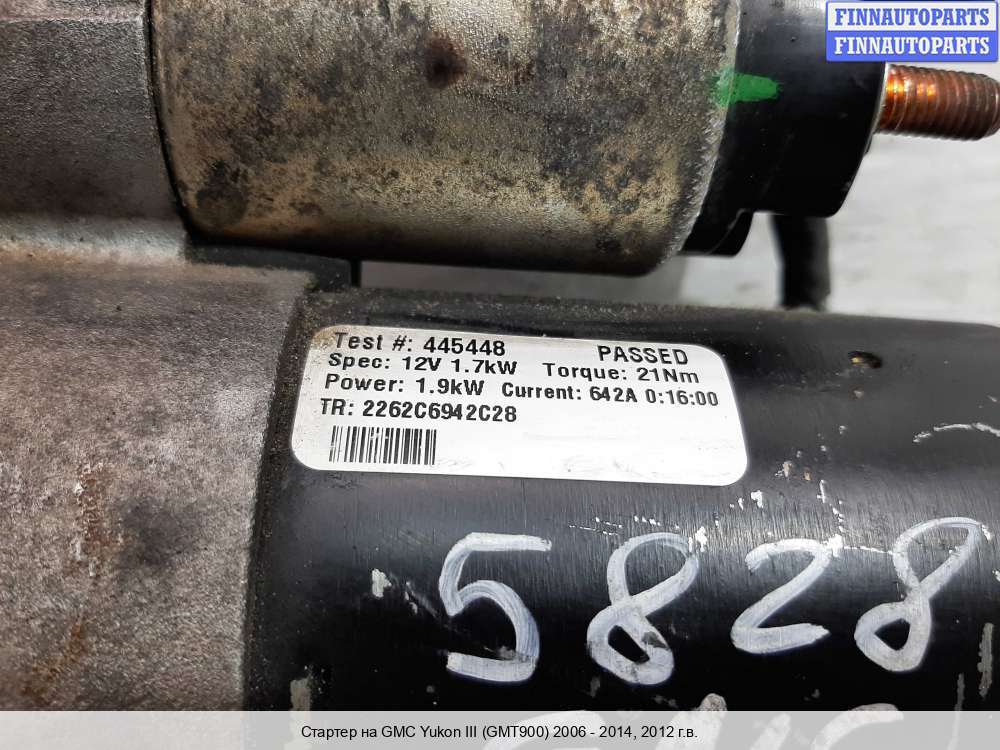 FINNAUTOPARTS
FINNAUTOPARTS
Test #: 445448 PASSED
Spec: 12V 1.7kW Torque: 21Nm
Power: 1.9kW Current: 642A 0:16:00
TR: 2262C6942C28
5828
Стартер на GMC Yukon III (GMT900) 2006 - 2014, 2012 г.в.